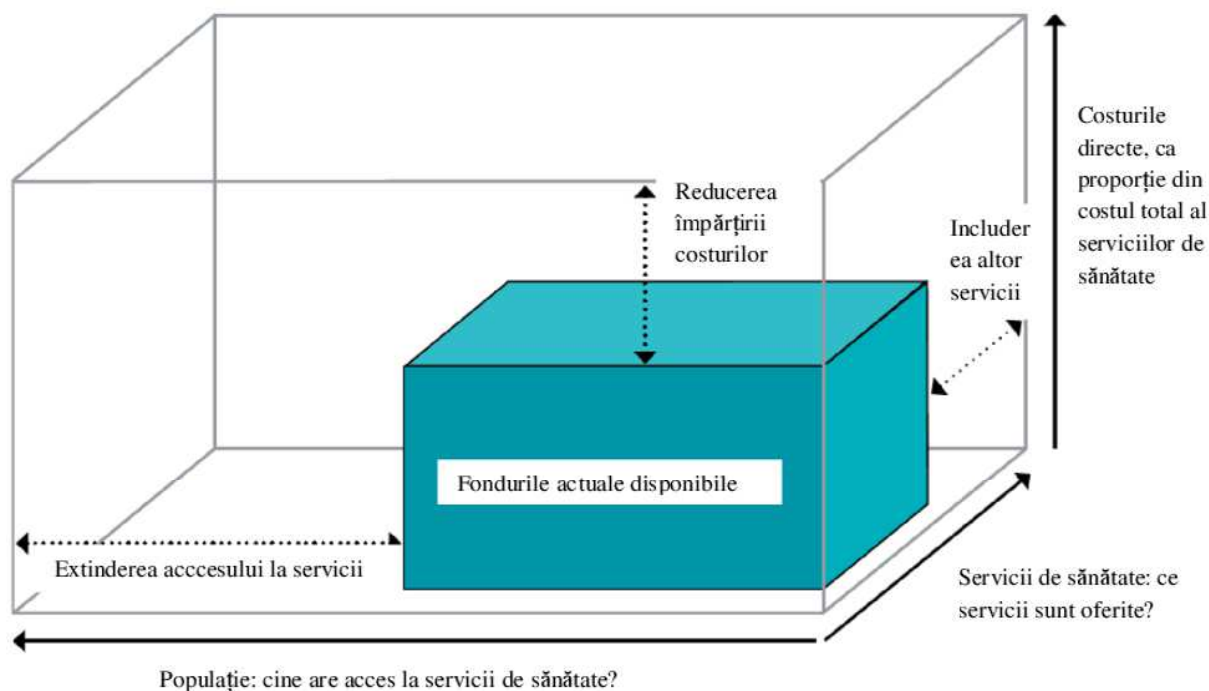 Costurile
directe, ca
proporție din
costul total al
serviciilor de
sănătate
Reducerea
împărțirii
costurilor
Includer
ea altor
servicii
Fondurile actuale disponibile
Extinderea acccesului la servicii
Servicii de sănătate: ce
servicii sunt oferite?
Populație: cine are acces la servicii de sănătate?